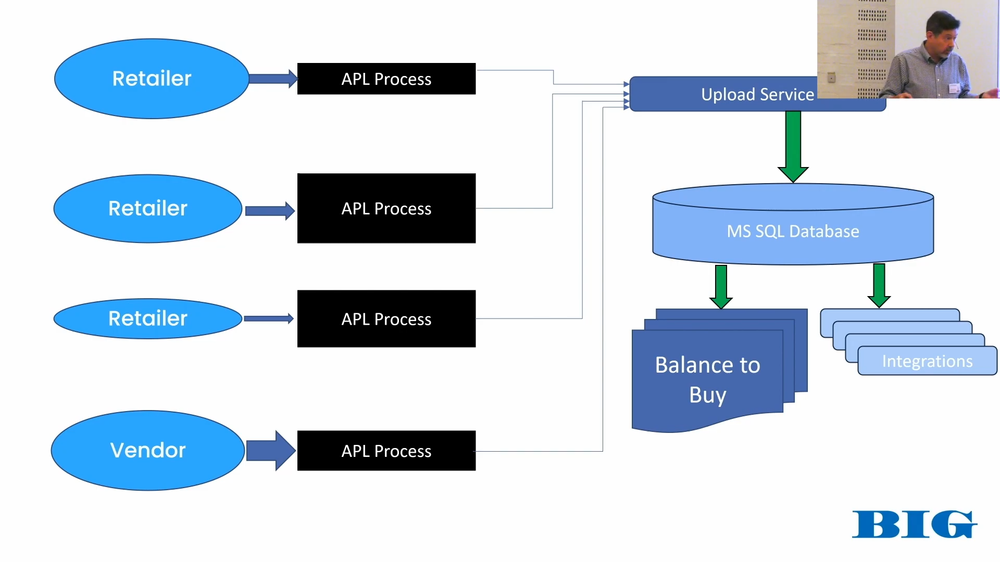 Retailer
APL Process
Upload Service
Retailer
APL Process
MS SQL Database
Retailer
APL Process
Balance to
Buy
Integrations
Vendor
APL Process
BIG